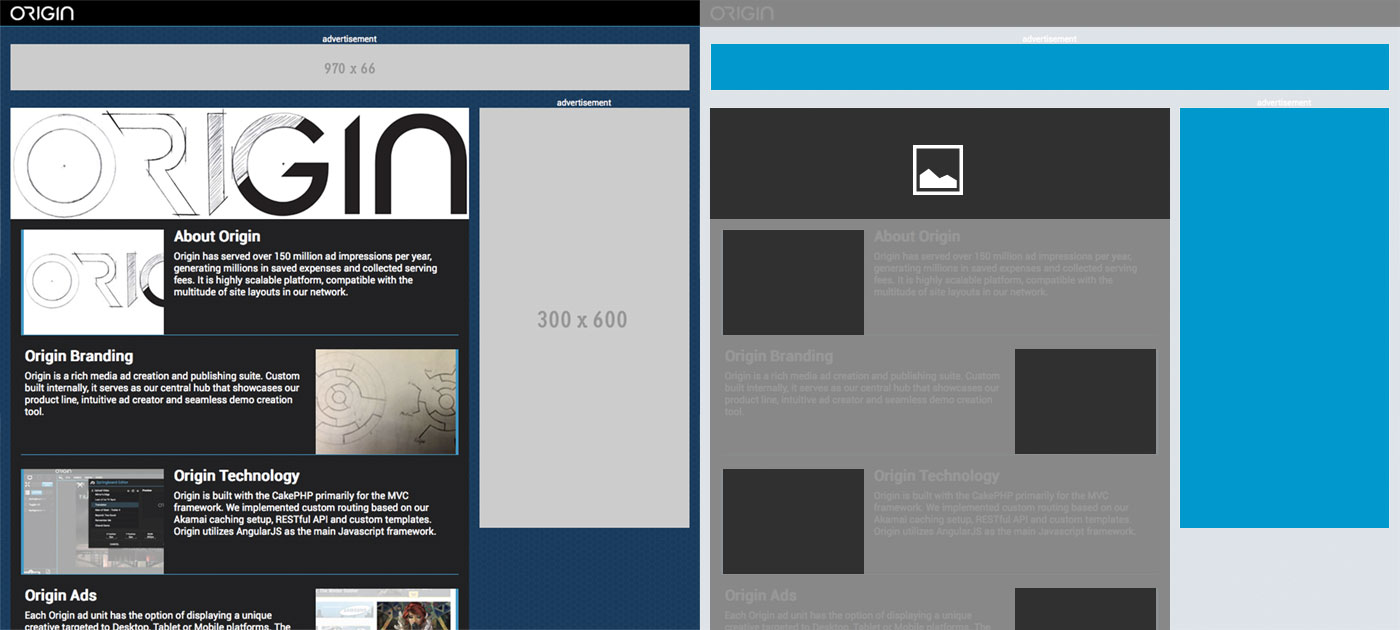 ORIGIN
advertisement
970 x 66
advertisement
ORIGIN
300 x 600
About Origin
Origin has served over 150 million ad impressions per year,
generating millions in saved expenses and collected serving
fees. It is highly scalable platform, compatible with the
multitude of site layouts in our network.
Origin Branding
Origin is a rich media ad creation and publishing suite. Custom
built internally, it serves as our central hub that showcases our
product line, intuitive ad creator and seamless demo creation
tool.
Origin Technology
Origin is built with the CakePHP primarily for the MVC
framework. We implemented custom routing based on our
Akamai caching setup, RESTful API and custom templates.
Origin utilizes AngularJS as the main Javascript framework.
Origin Ads
Each Origin ad unit has the option of displaying a unique
creative targeted to Desktop, Tablet or Mobile platforms. The
ORIGIN
advertisement
advertisement
About Origin
Origin has served over 150 million ad impressions per year,
generating millions in saved expenses and collected serving
fees. It is highly scalable platform, compatible with the
multitude of site layouts in our network.
Origin Branding
Origin is a rich media ad creation and publishing suite. Custom
built internally, it serves as our central hub that showcases our
product line, intuitive ad creator and seamless demo creation
tool.
Origin Technology
Origin is built with the CakePHP primarily for the MVC
framework. We implemented custom routing based on our
Akamai caching setup, RESTful API and custom templates.
Origin utilizes AngularJS as the main Javascript framework.
Origin Ads
Each Origin ad unit has the option of displaying a unique
creative targeted to Desktop, Tablet or Mobile platforms. The